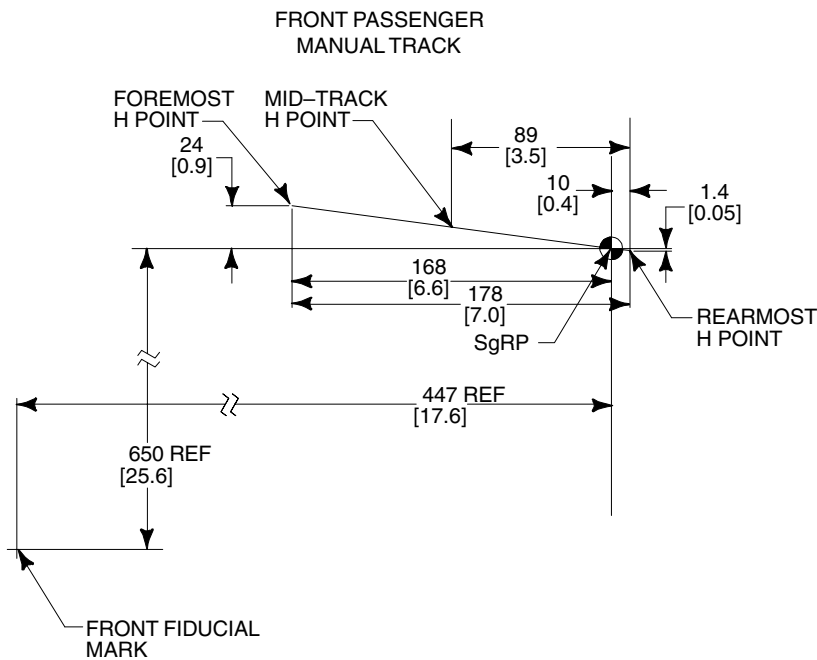 FRONT PASSENGER
MANUAL TRACK
FOREMOST
H POINT
MID–TRACK
H POINT
24
[0.9]
89
[3.5]
10
[0.4]
1.4
[0.05]
168
[6.6]
178
[7.0]
SgRP
REARMOST
H POINT
447 REF
[17.6]
650 REF
[25.6]
FRONT FIDUCIAL
MARK